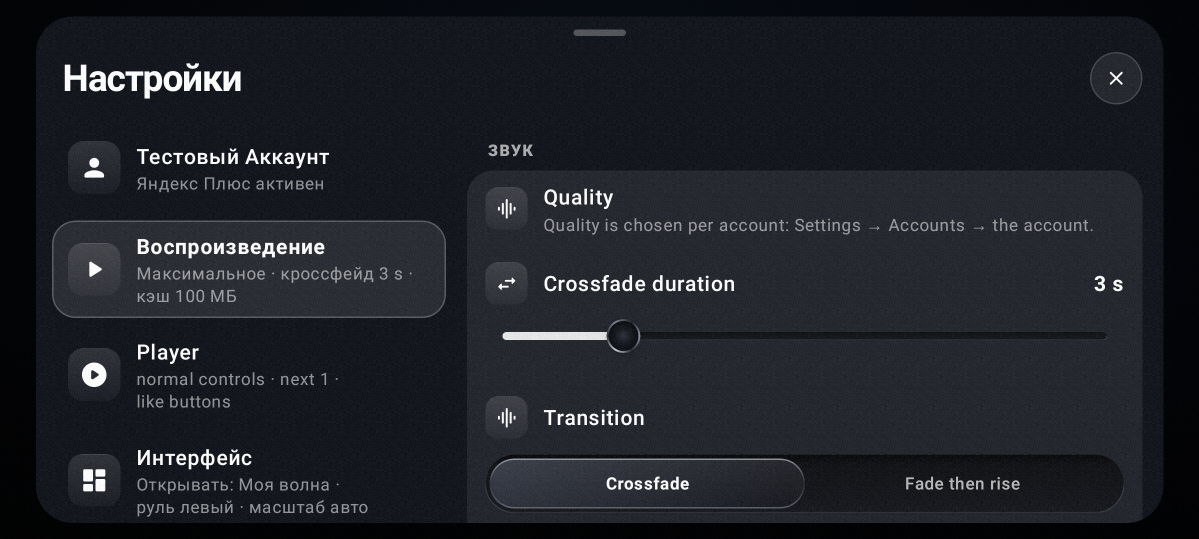 Настройки
Тестовый Аккаунт
Яндекс Плюс активен
Воспроизведение
Максимальное · кроссфейд 3 s ·
кэш 100 МБ
Player
normal controls · next 1 ·
like buttons
Интерфейс
Открывать: Моя волна ·
руль левый · масштаб авто
ЗВУК
Quality
Quality is chosen per account: Settings → Accounts → the account.
Crossfade duration
3 s
Transition
Crossfade
Fade then rise